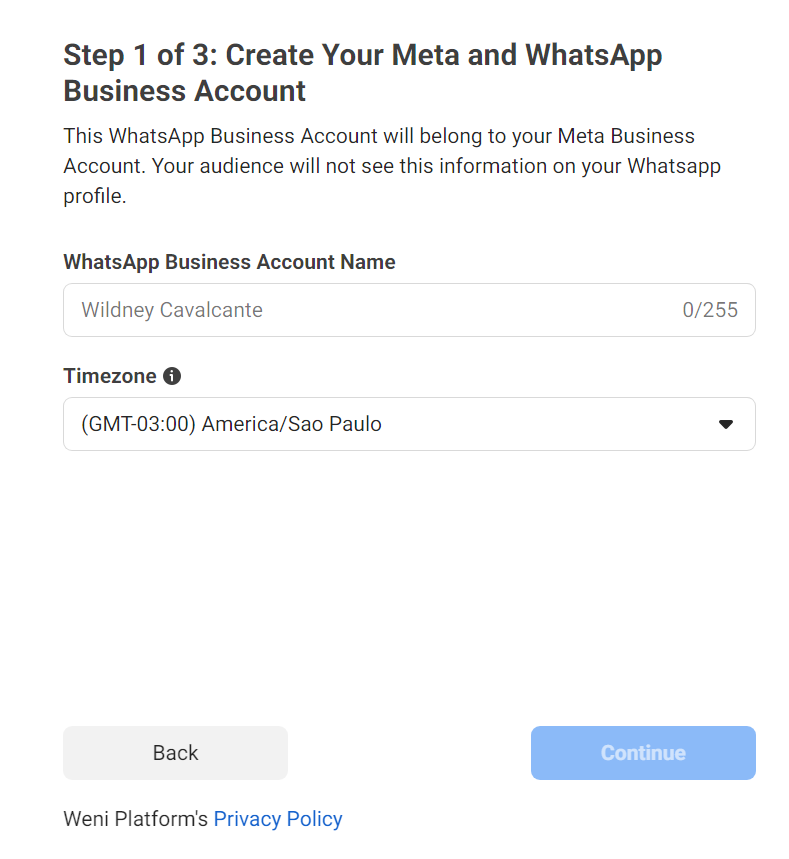 Step 1 of 3: Create Your Meta and WhatsApp
Business Account
This WhatsApp Business Account will belong to your Meta Business
Account. Your audience will not see this information on your Whatsapp
profile.
WhatsApp Business Account Name
Wildney Cavalcante 0/255
Timezone
(GMT-03:00) America/Sao Paulo
Back Continue
Weni Platform's Privacy Policy